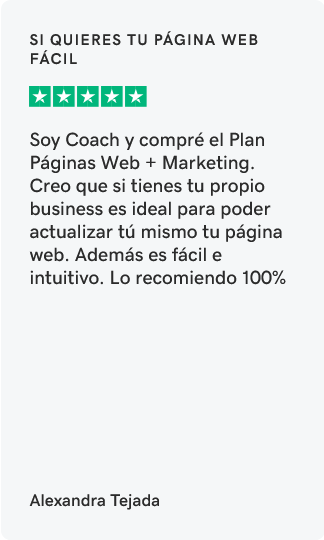 SI QUIERES TU PÁGINA WEB
FÁCIL
Soy Coach y compré el Plan
Páginas Web + Marketing.
Creo que si tienes tu propio
business es ideal para poder
actualizar tú mismo tu página
web. Además es fácil e
intuitivo. Lo recomiendo 100%
Alexandra Tejada